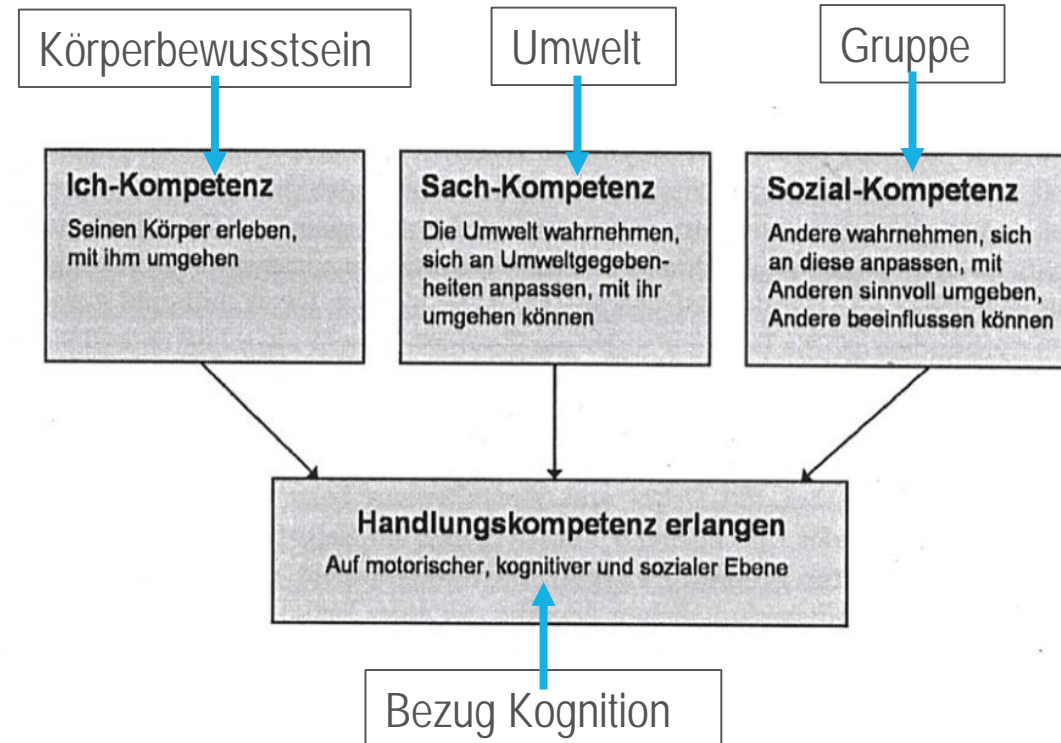 Körperbewusstsein
Umwelt
Gruppe
Ich-Kompetenz
Seinen Körper erleben,
mit ihm umgehen
Sach-Kompetenz
Die Umwelt wahrnehmen,
sich an Umweltgegeben-
heiten anpassen, mit ihr
umgehen können
Sozial-Kompetenz
Andere wahrnehmen, sich
an diese anpassen, mit
Anderen sinnvoll umgeben,
Andere beeinflussen können
Handlungskompetenz erlangen
Auf motorischer, kognitiver und sozialer Ebene
Bezug Kognition